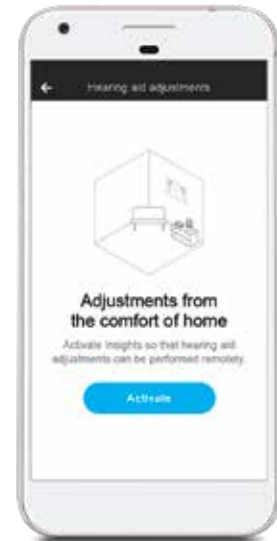 Hearing aid adjustments
Adjustments from
the comfort of home
Activate Insights so that hearing aid
adjustments can be performed remotely.
Activate